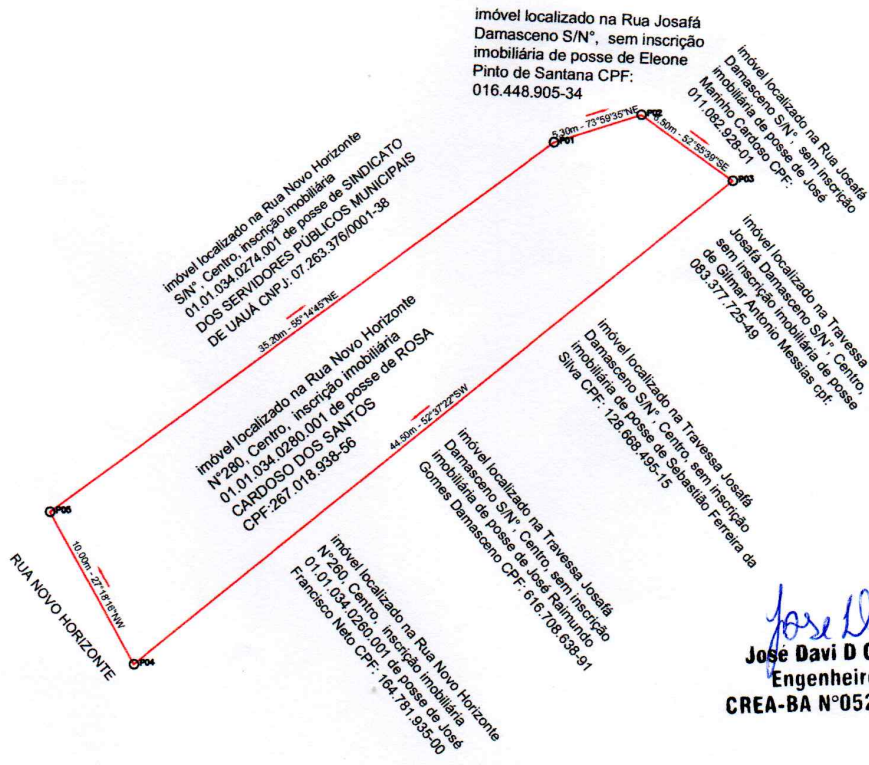 imóvel localizado na Rua Josafá
Damasceno S/N°, sem inscrição
imobiliária de posse de Eleone
Pinto de Santana CPF:
016.448.905-34
imóvel localizado na Rua Josafá
Damasceno S/N°, sem inscrição
imobiliária de posse de José
Marinho Cardoso CPF:
011.082.928-01
5.30m - 73°59'35"NE
P01
P02
6.50m - 52°55'39"SE
P03
imóvel localizado na Rua Novo Horizonte
S/N°, Centro, inscrição imobiliária
01.01.034.0274.001 de posse de SINDICATO
DOS SERVIDORES PÚBLICOS MUNICIPAIS
DE UAUÁ CNPJ: 07.263.376/0001-38
35.20m - 55°14'45"NE
imóvel localizado na Travessa
Josafá Damasceno S/N°, Centro,
sem inscrição imobiliária de posse
de Gilmar Antonio Messias cpf:
083.377.725-49
imóvel localizado na Rua Novo Horizonte
N°280, Centro, inscrição imobiliária
01.01.034.0280.001 de posse de ROSA
CARDOSO DOS SANTOS
CPF:267.018.938-56
44.50m - 52°37'22"SW
imóvel localizado na Travessa Josafá
Damasceno S/N°, Centro, sem inscrição
imobiliária de posse de Sebastião Ferreira da
Silva CPF: 128.668.495-15
imóvel localizado na Travessa Josafá
Damasceno S/N°, Centro, sem inscrição
imobiliária de posse de José Raimundo
Gomes Damasceno CPF: 616.708.638-91
P05
10.00m - 27°18'16"NW
RUA NOVO HORIZONTE
P04
imóvel localizado na Rua Novo Horizonte
N°260, Centro, inscrição imobiliária
01.01.034.0260.001 de posse de José
Francisco Neto CPF: 164.781.935-00
Jose D
José Davi D
Engenheir
CREA-BA N°052